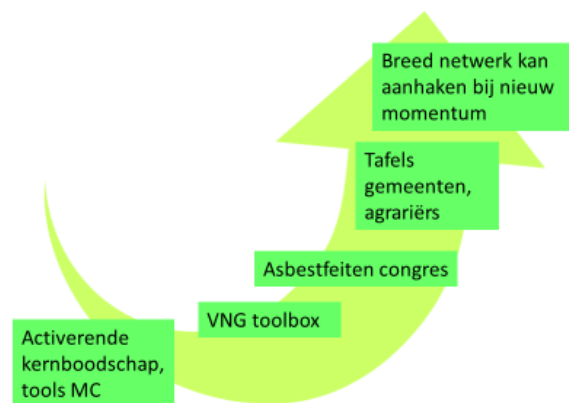 Breed netwerk kan
aanhaken bij nieuw
momentum
Tafels
gemeenten,
agrariërs
Asbestfeiten congres
VNG toolbox
Activerende
kernboodschap,
tools MC